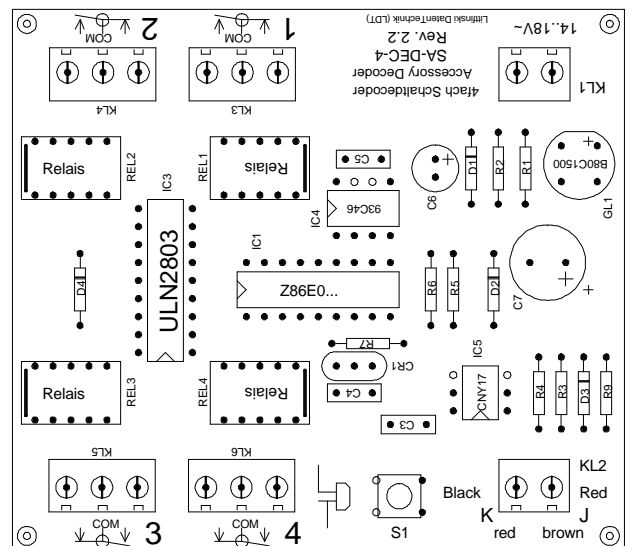 2
COM
1
COM
Littfinski DatenTechnik (LDT)
Rev. 2.2
SA-DEC-4
Accessory Decoder
4fach Schaltdecoder
14..18V~
KL4
KL3
KL1
Relais
REL2
IC3
REL1
Relais
C5
C6
D1
R2
R1
B80C1500
GL1
IC4
93C46
D4
ULN2803
IC1
Z86E0...
R6
R5
D2
C7
R7
CR1
IC5
CNY17
Relais
REL3
REL4
Relais
C4
C3
R4
R3
D3
R9
KL5
KL6
KL2
Black
Red
K
J
COM
3
COM
4
S1
red
brown